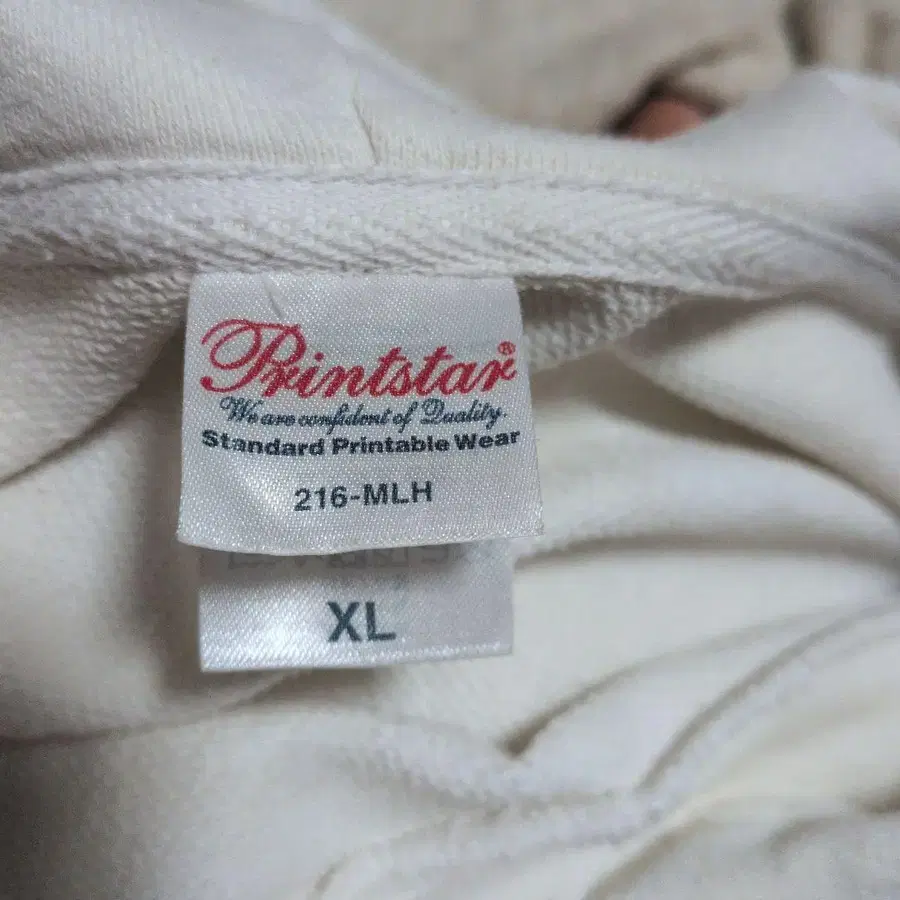 Printstar®
We are confident of Quality.
Standard Printable Wear
216-MLH
XL